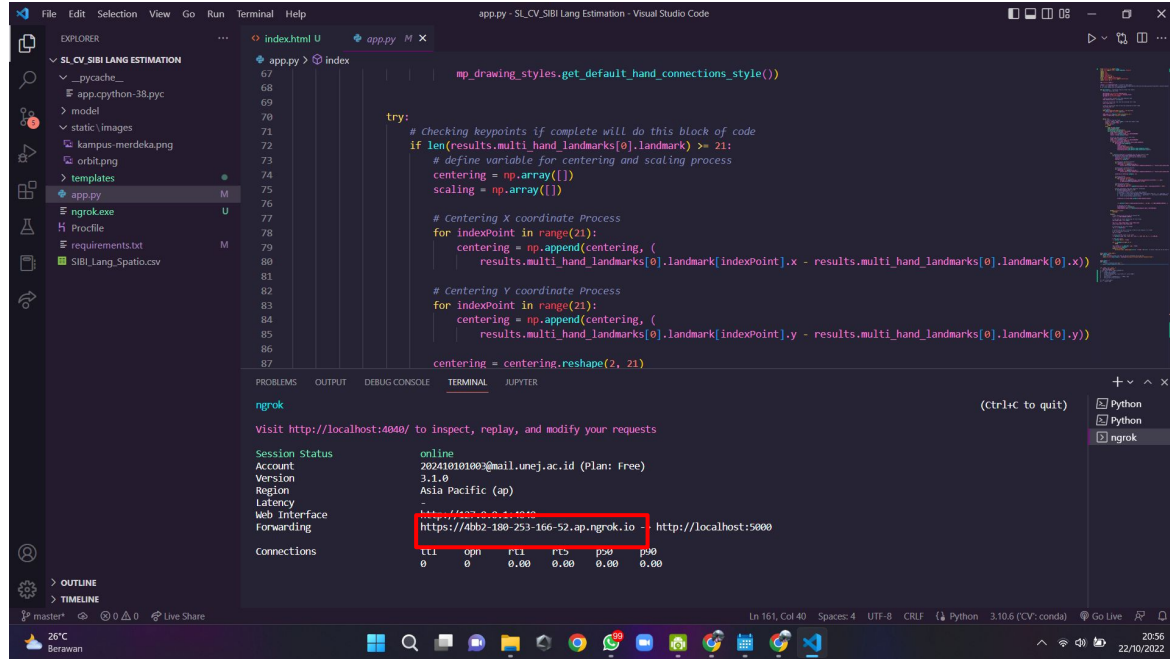 File Edit Selection View Go Run Terminal Help
app.py - SL_CV_SIBI Lang Estimation - Visual Studio Code
EXPLORER
SL_CV_SIBI LANG ESTIMATION
__pycache__
app.cpython-38.pyc
model
static\images
kampus-merdeka.png
orbit.png
templates
app.py M
ngrok.exe U
Procfile
requirements.txt M
SIBI_Lang_Spatio.csv
OUTLINE
TIMELINE
5
index.html U app.py M
app.py > index
67 mp_drawing_styles.get_default_hand_connections_style())
68
69
70 try:
71 # Checking keypoints if complete will do this block of code
72 if len(results.multi_hand_landmarks[0].landmark) >= 21:
73 # define variable for centering and scaling process
74 centering = np.array([])
75 scaling = np.array([])
76
77 # Centering X coordinate Process
78 for indexPoint in range(21):
79 centering = np.append(centering, (
80 results.multi_hand_landmarks[0].landmark[indexPoint].x - results.multi_hand_landmarks[0].landmark[0].x))
81
82 # Centering Y coordinate Process
83 for indexPoint in range(21):
84 centering = np.append(centering, (
85 results.multi_hand_landmarks[0].landmark[indexPoint].y - results.multi_hand_landmarks[0].landmark[0].y))
86
87 centering = centering.reshape(2, 21)
PROBLEMS OUTPUT DEBUG CONSOLE TERMINAL JUPYTER
ngrok (Ctrl+C to quit)
Visit http://localhost:4040/ to inspect, replay, and modify your requests
Session Status online
Account 202410101003@mail.unej.ac.id (Plan: Free)
Version 3.1.0
Region Asia Pacific (ap)
Latency -
Web Interface http://127.0.0.1:4040
Forwarding https://4bb2-180-253-166-52.ap.ngrok.io -> http://localhost:5000
Connections ttl opn rt1 rt5 p50 p90
0 0 0.00 0.00 0.00 0.00
Python
Python
ngrok
master* 0 0 Live Share
Ln 161, Col 40 Spaces: 4 UTF-8 CRLF Python 3.10.6 ('CV': conda) Go Live
26°C
Berawan
99
20:56
22/10/2022